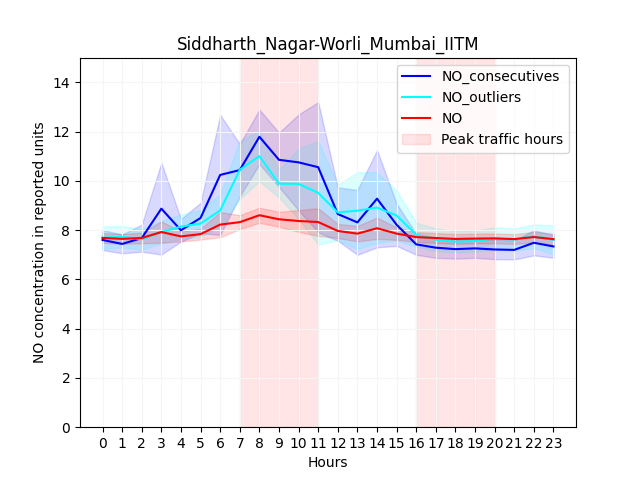 Siddharth_Nagar-Worli_Mumbai_IITM
NO_consecutives
NO_outliers
NO
Peak traffic hours
NO concentration in reported units
14
12
10
8
6
4
2
0
0 1 2 3 4 5 6 7 8 9 10 11 12 13 14 15 16 17 18 19 20 21 22 23
Hours